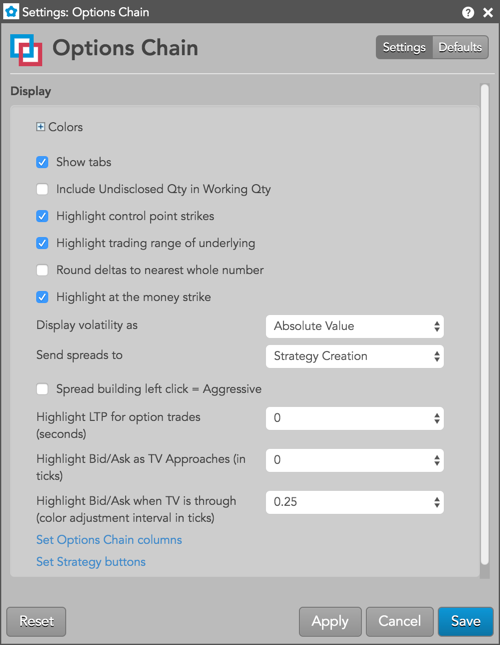 Settings: Options Chain
Options Chain
Settings Defaults
Display
Colors
Show tabs
Include Undisclosed Qty in Working Qty
Highlight control point strikes
Highlight trading range of underlying
Round deltas to nearest whole number
Highlight at the money strike
Display volatility as Absolute Value
Send spreads to Strategy Creation
Spread building left click = Aggressive
Highlight LTP for option trades 0
(seconds)
Highlight Bid/Ask as TV Approaches (in 0
ticks)
Highlight Bid/Ask when TV is through 0.25
(color adjustment interval in ticks)
Set Options Chain columns
Set Strategy buttons
Reset Apply Cancel Save